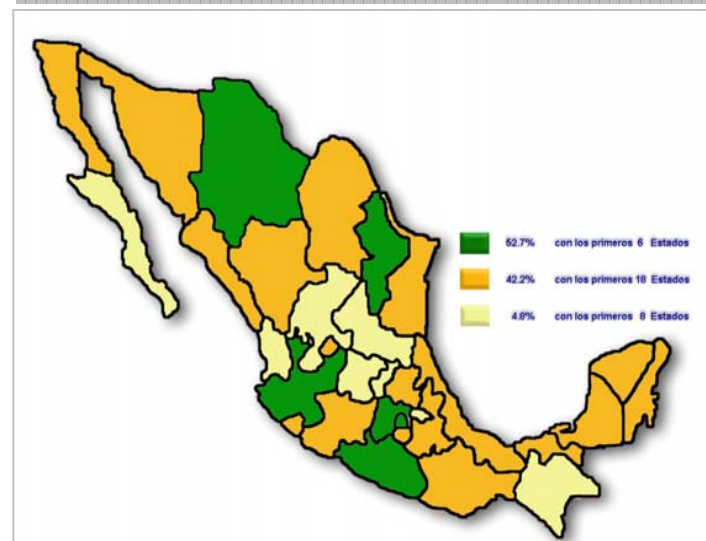 52.7% con los primeros 6 Estados
42.2% con los primeros 18 Estados
4.8% con los primeros 8 Estados